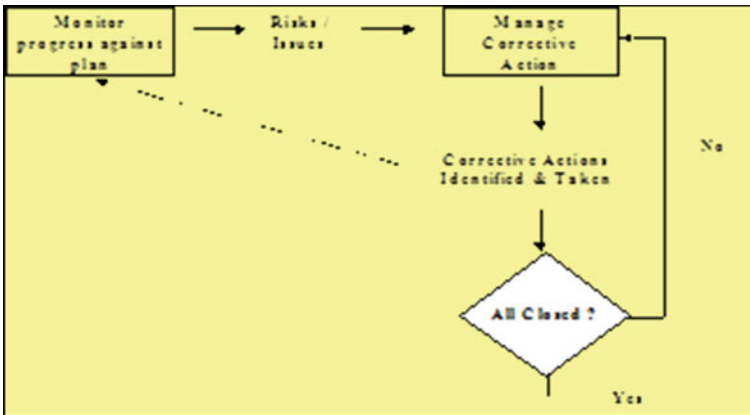 Monitor
progress against
plan
Risks /
Issues
Manage
Corrective
Action
No
Corrective Actions
Identified & Taken
All Closed ?
Yes